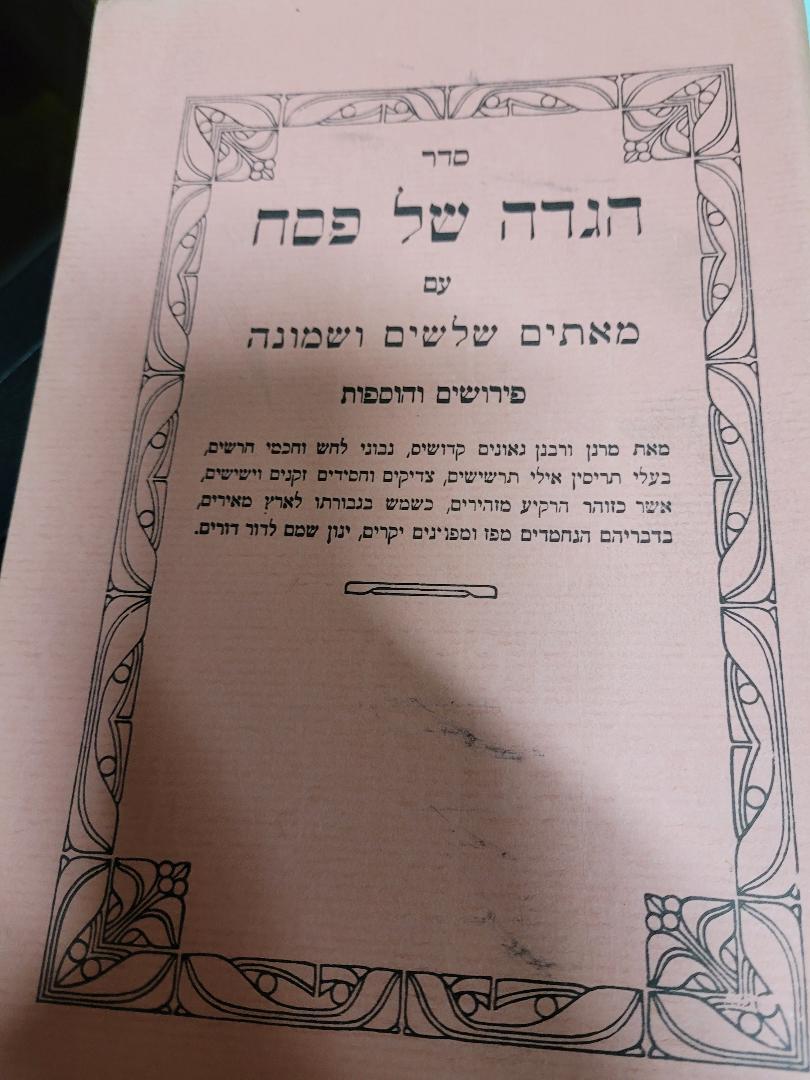 סדר
הגדה של פסח
עם
מאתים שלשים ושמונה
פירושים והוספות
מאת מרנן ורבנן גאונים קדושים, נבוני לחש וחכמי חרשים,
בעלי תריסין אילי תרשישים, צדיקים וחסידים זקנים וישישים,
אשר כזוהר הרקיע מזהירים, כשמש בגבורתו לארץ מאירים,
בדבריהם הנחמדים מפז ומפנינים יקרים, ינון שמם לדור דורים.